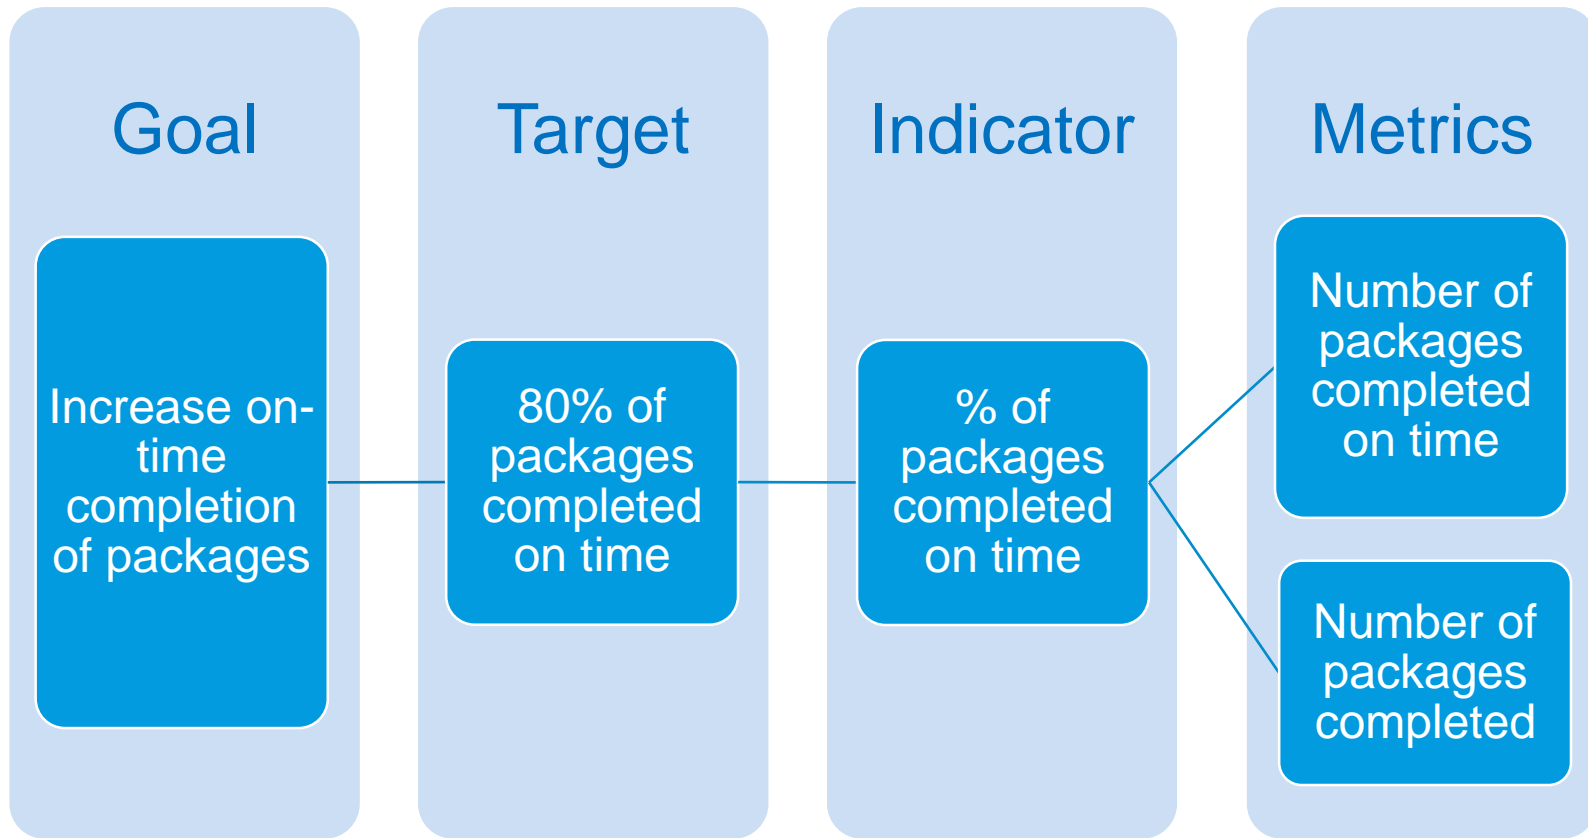 Goal
Increase on-
time
completion
of packages
Target
80% of
packages
completed
on time
Indicator
% of
packages
completed
on time
Metrics
Number of
packages
completed
on time
Number of
packages
completed